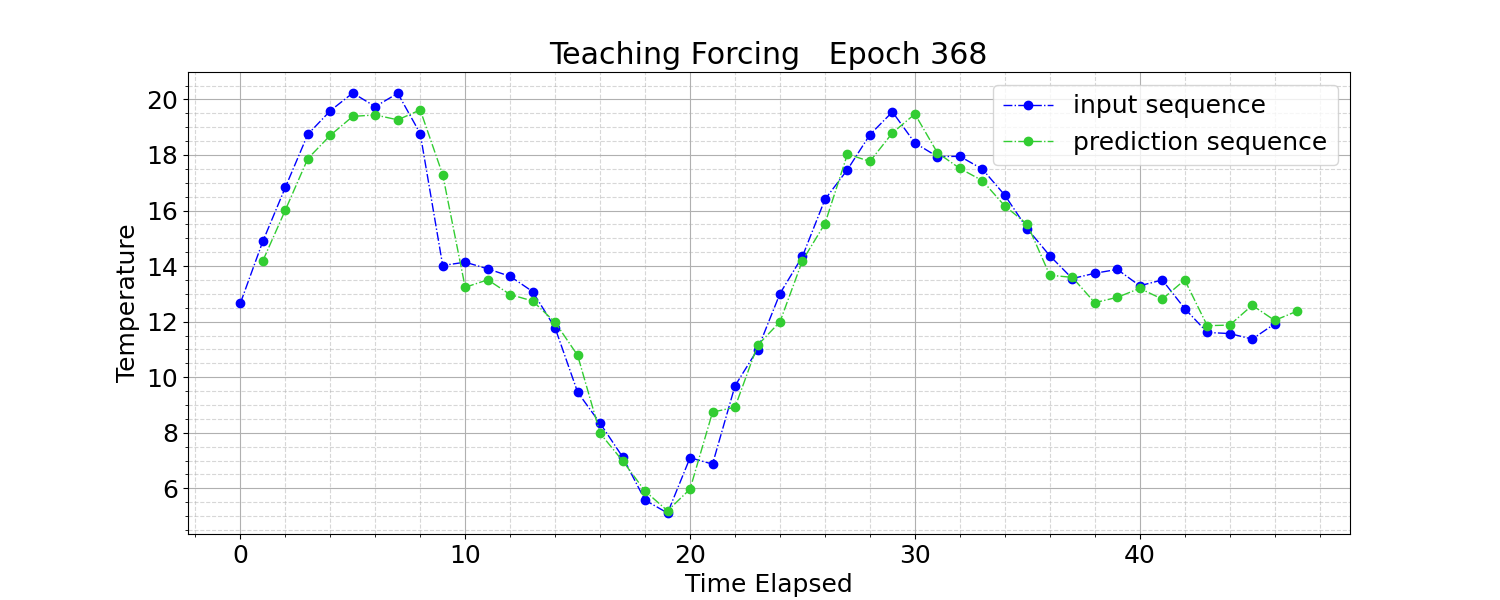 Teaching Forcing   Epoch 368
input sequence
prediction sequence
Temperature
20
18
16
14
12
10
8
6
0 10 20 30 40
Time Elapsed